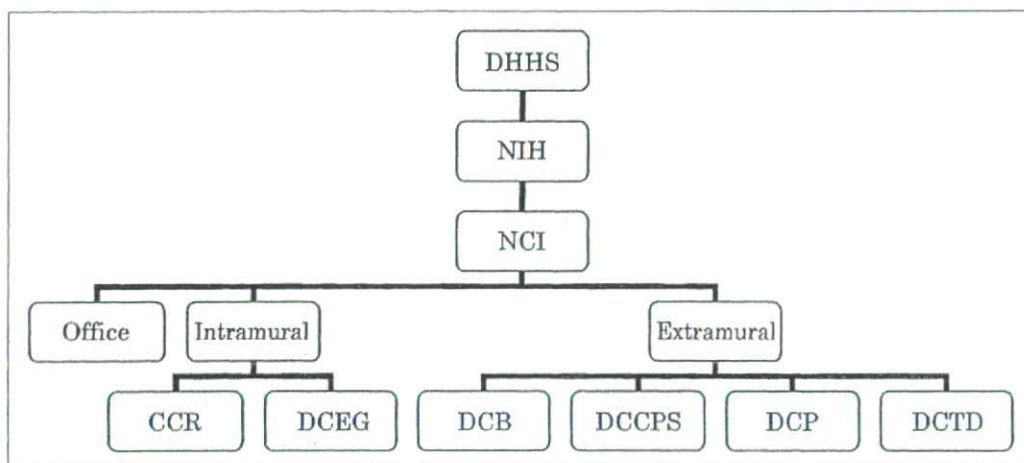 DHHS
NIH
NCI
Office Intramural Extramural
CCR DCEG DCB DCCPS DCP DCTD